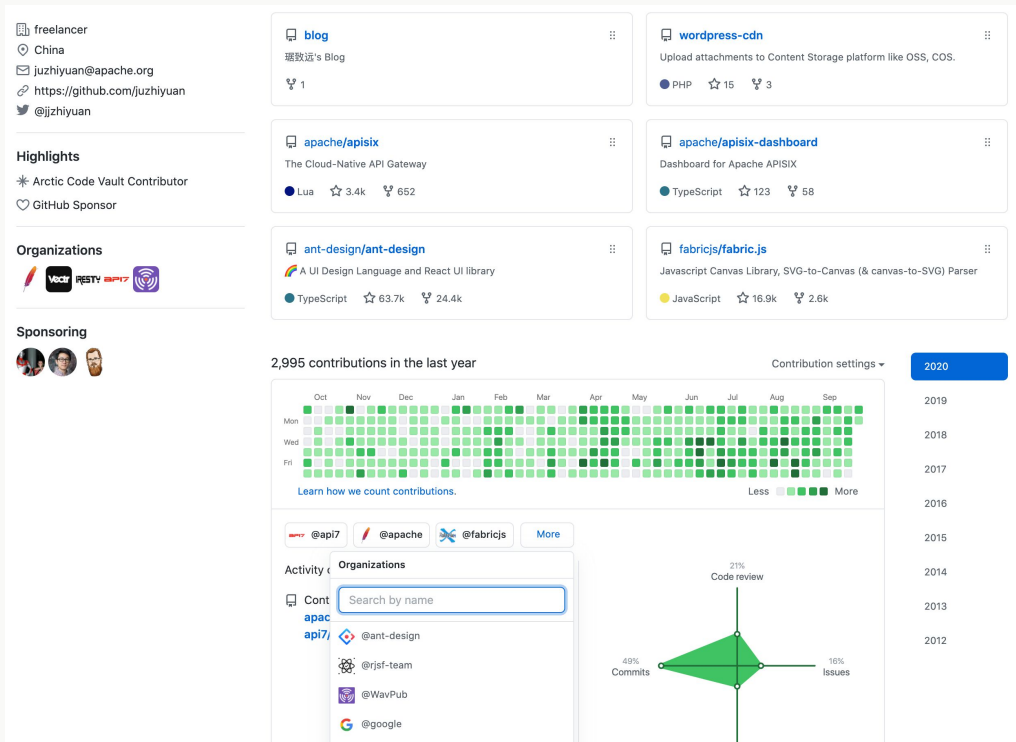 freelancer
China
juzhiyuan@apache.org
https://github.com/juzhiyuan
@jjzhiyuan
Highlights
Arctic Code Vault Contributor
GitHub Sponsor
Organizations
vectr IRESTY API7
Sponsoring
blog
琚致远's Blog
1
wordpress-cdn
Upload attachments to Content Storage platform like OSS, COS.
PHP 15 3
apache/apisix
The Cloud-Native API Gateway
Lua 3.4k 652
apache/apisix-dashboard
Dashboard for Apache APISIX
TypeScript 123 58
ant-design/ant-design
🌈 A UI Design Language and React UI library
TypeScript 63.7k 24.4k
fabricjs/fabric.js
Javascript Canvas Library, SVG-to-Canvas (& canvas-to-SVG) Parser
JavaScript 16.9k 2.6k
2,995 contributions in the last year
Contribution settings
Oct Nov Dec Jan Feb Mar Apr May Jun Jul Aug Sep
Mon
Wed
Fri
Learn how we count contributions.
Less More
API7 @api7 @apache @fabricjs More
Activity
Organizations
Search by name
Cont
apac
api7/
@ant-design
@rjsf-team
@WavPub
@google
21%
Code review
49%
Commits
16%
Issues
2020
2019
2018
2017
2016
2015
2014
2013
2012